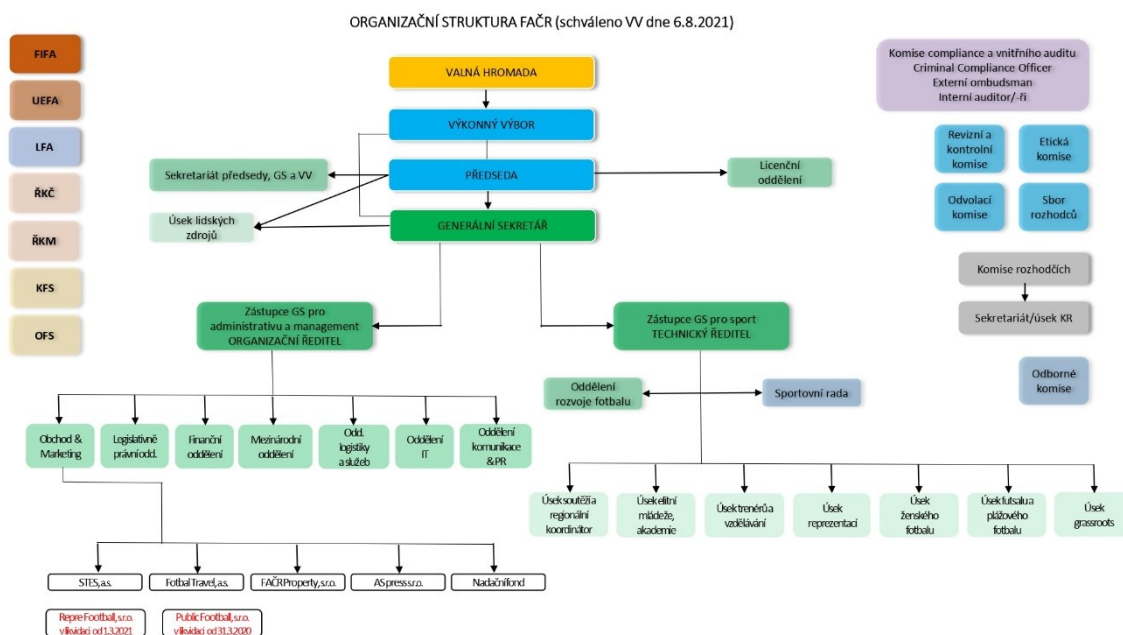 ORGANIZAČNÍ STRUKTURA FAČR (schváleno VV dne 6.8.2021)
FIFA
UEFA
LFA
ŘKČ
ŘKM
KFS
OFS
VALNÁ HROMADA
VÝKONNÝ VÝBOR
PŘEDSEDA
GENERÁLNÍ SEKRETÁŘ
Sekretariát předsedy, GS a VV
Úsek lidských
zdrojů
Licenční
oddělení
Komise compliance a vnitřního auditu
Criminal Compliance Officer
Externí ombudsman
Interní auditor/-ři
Revizní a
kontrolní
komise
Etická
komise
Odvolací
komise
Sbor
rozhodců
Komise rozhodčích
Sekretariát/úsek KR
Odborné
komise
Zástupce GS pro
administrativu a management
ORGANIZAČNÍ ŘEDITEL
Zástupce GS pro sport
TECHNICKÝ ŘEDITEL
Oddělení
rozvoje fotbalu
Sportovní rada
Obchod &
Marketing
Legislativně
právní odd.
Finanční
oddělení
Mezinárodní
oddělení
Odd.
logistiky
a služeb
Oddělení
IT
Oddělení
komunikace
& PR
Úsek soutěží a
regionální
koordinátor
Úsek elitní
mládeže,
akademie
Úsek trenérů a
vzdělávání
Úsek
reprezentací
Úsek
ženského
fotbalu
Úsek futsalu a
plážového
fotbalu
Úsek
grassroots
STES, a.s.
Fotbal Travel, a.s.
FAČR Property, s.r.o.
AS press s.r.o.
Nadační fond
Repre Football, s.r.o.
v likvidaci od 1.3.2021
Public Football, s.r.o.
v likvidaci od 31.3.2020